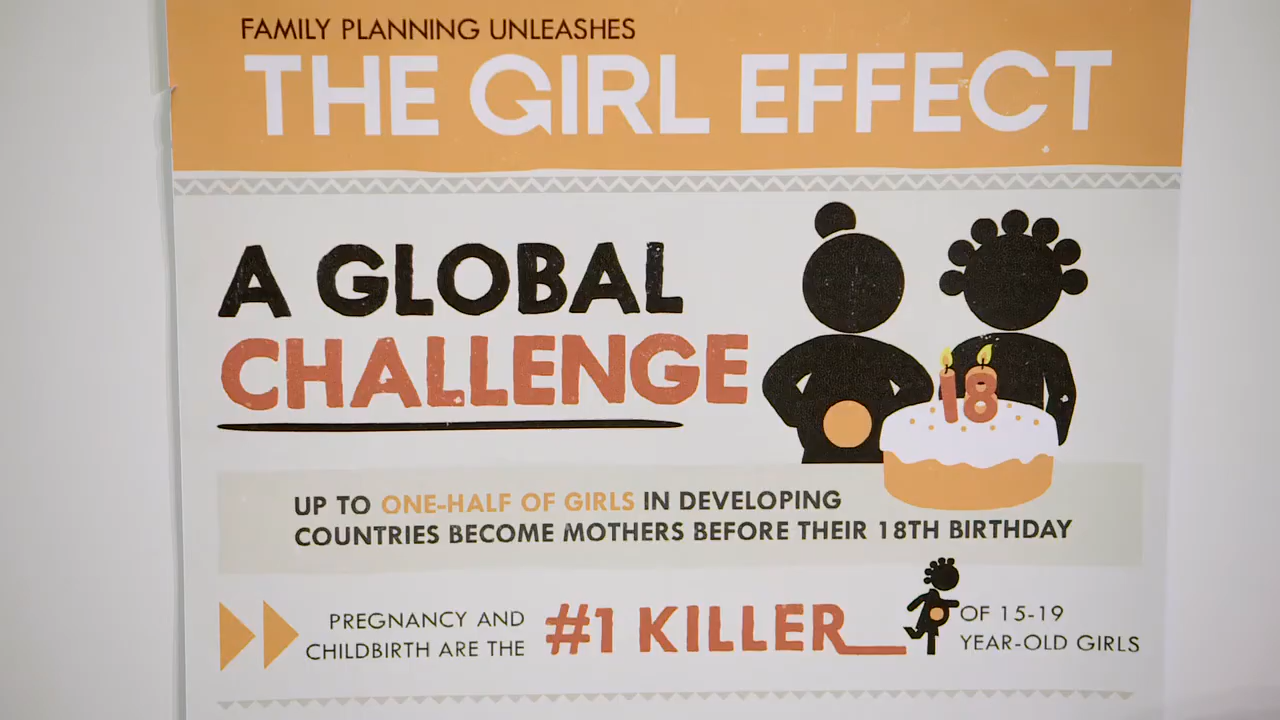 FAMILY PLANNING UNLEASHES
THE GIRL EFFECT
A GLOBAL
CHALLENGE
18
UP TO ONE-HALF OF GIRLS IN DEVELOPING
COUNTRIES BECOME MOTHERS BEFORE THEIR 18TH BIRTHDAY
PREGNANCY AND
CHILDBIRTH ARE THE
#1 KILLER
OF 15-19
YEAR-OLD GIRLS